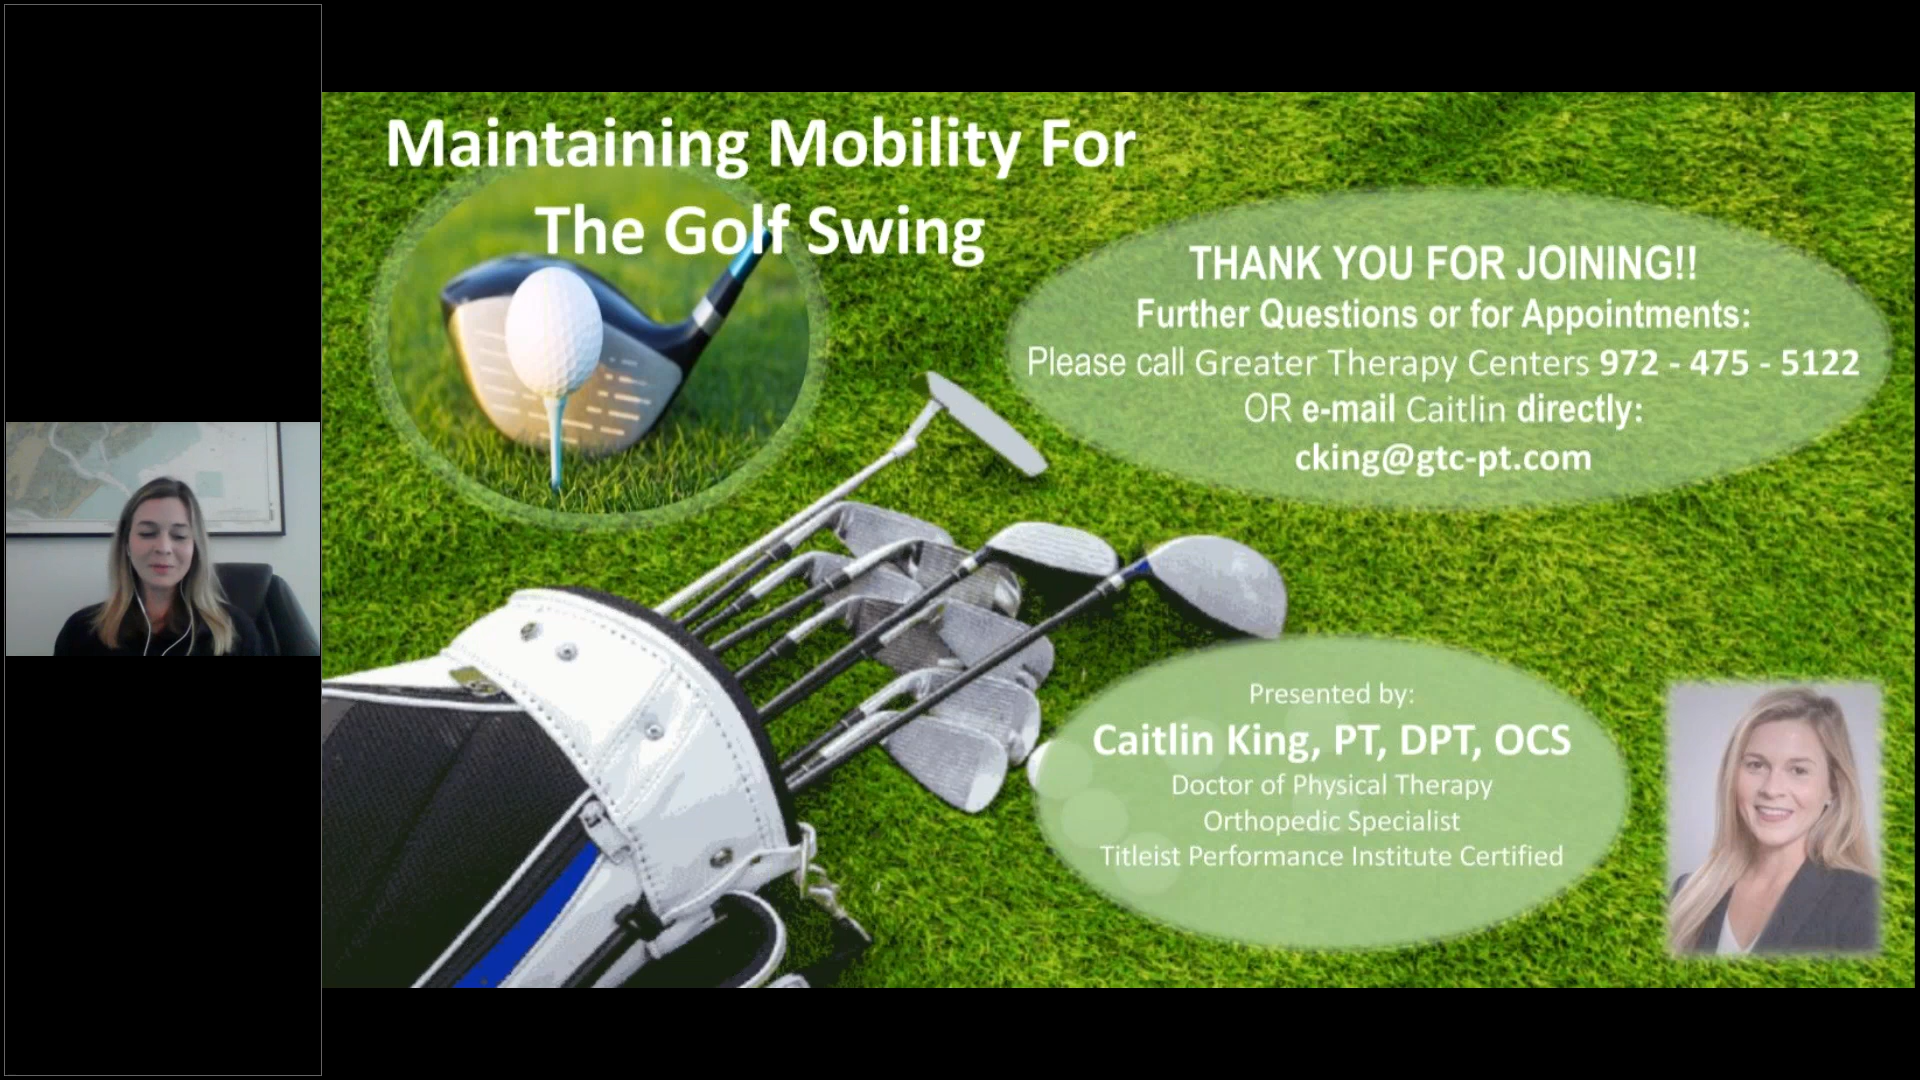 Maintaining Mobility For
The Golf Swing
THANK YOU FOR JOINING!!
Further Questions or for Appointments:
Please call Greater Therapy Centers 972 - 475 - 5122
OR e-mail Caitlin directly:
cking@gtc-pt.com
Presented by:
Caitlin King, PT, DPT, OCS
Doctor of Physical Therapy
Orthopedic Specialist
Titleist Performance Institute Certified